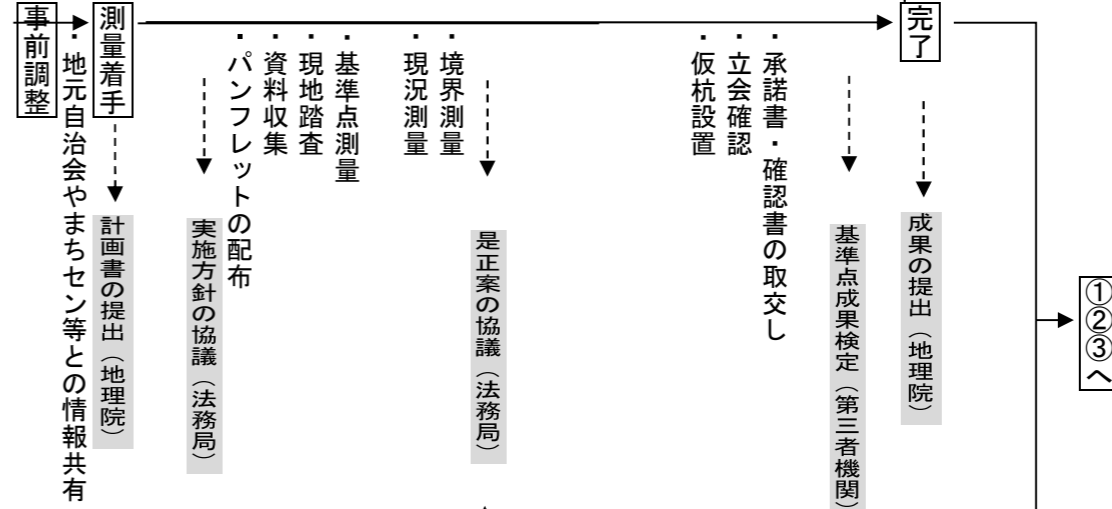 事前調整
・地元自治会やまちセン等との情報共有
測量着手
計画書の提出（地理院）
実施方針の協議（法務局）
・パンフレットの配布
・資料収集
・現地踏査
・基準点測量
・現況測量
・境界測量
是正案の協議（法務局）
・仮杭設置
・立会確認
・承諾書・確認書の取交し
基準点成果検定（第三者機関）
完了
成果の提出（地理院）
①②③へ